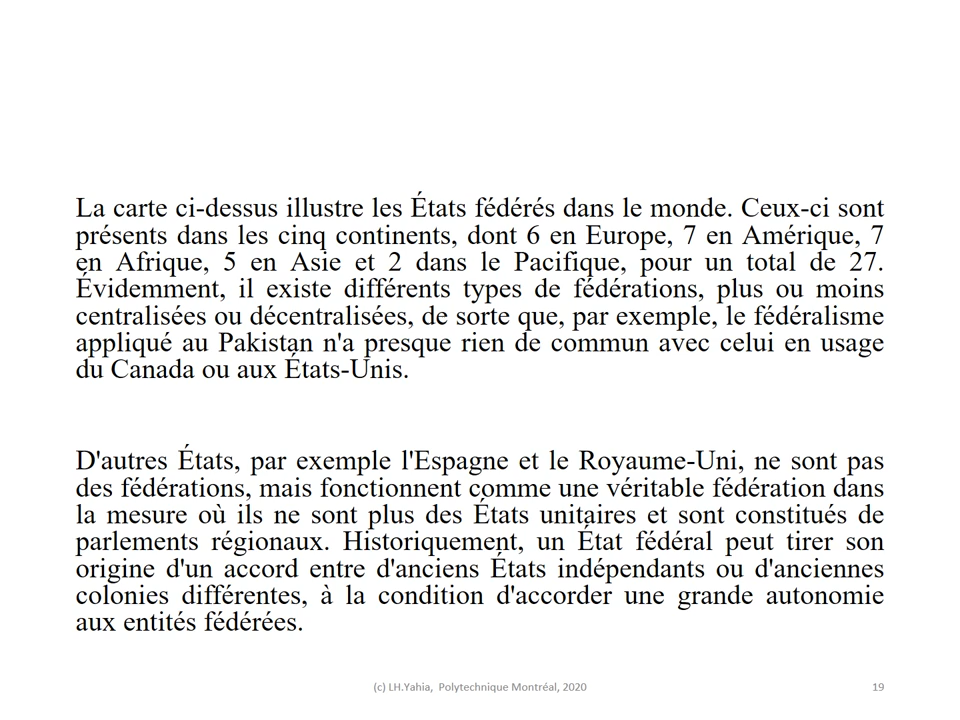 La carte ci-dessus illustre les États fédérés dans le monde. Ceux-ci sont
présents dans les cinq continents, dont 6 en Europe, 7 en Amérique, 7
en Afrique, 5 en Asie et 2 dans le Pacifique, pour un total de 27.
Évidemment, il existe différents types de fédérations, plus ou moins
centralisées ou décentralisées, de sorte que, par exemple, le fédéralisme
appliqué au Pakistan n'a presque rien de commun avec celui en usage
du Canada ou aux États-Unis.
D'autres États, par exemple l'Espagne et le Royaume-Uni, ne sont pas
des fédérations, mais fonctionnent comme une véritable fédération dans
la mesure où ils ne sont plus des États unitaires et sont constitués de
parlements régionaux. Historiquement, un État fédéral peut tirer son
origine d'un accord entre d'anciens États indépendants ou d'anciennes
colonies différentes, à la condition d'accorder une grande autonomie
aux entités fédérées.
(c) LH.Yahia, Polytechnique Montréal, 2020
19